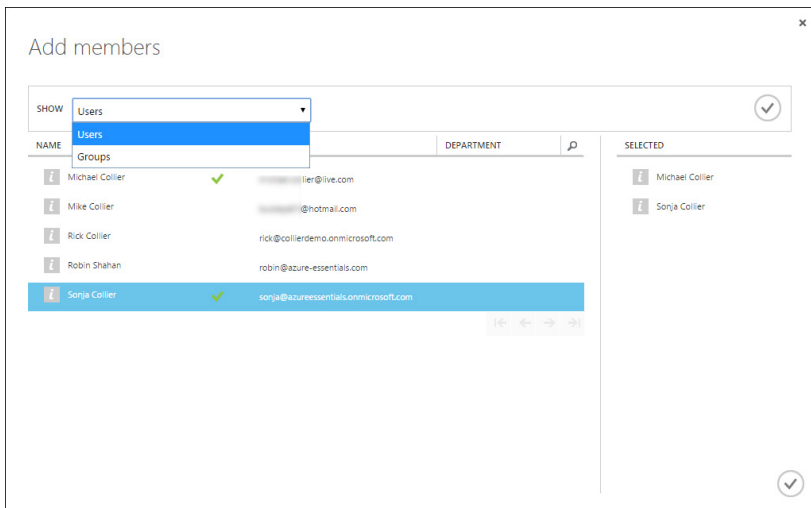 ×
Add members
SHOW Users
Users
Groups
NAME DEPARTMENT SELECTED
i Michael Collier lier@live.com i Michael Collier
i Mike Collier @hotmail.com i Sonja Collier
i Rick Collier rick@collierdemo.onmicrosoft.com
i Robin Shahan robin@azure-essentials.com
i Sonja Collier sonja@azureessentials.onmicrosoft.com